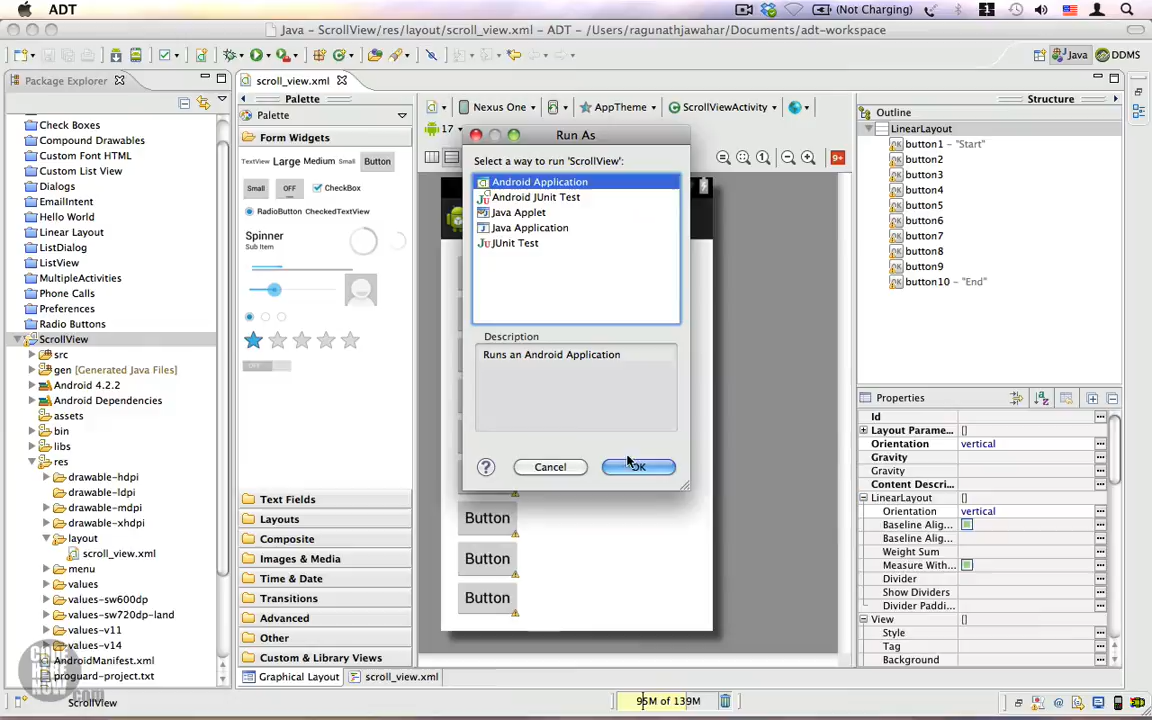 ADT
(Not Charging)
Java – ScrollView/res/layout/scroll_view.xml – ADT – /Users/ragunathjawahar/Documents/adt-workspace
Java
DDMS
Package Explorer
scroll_view.xml
Check Boxes
Compound Drawables
Custom Font HTML
Custom List View
Dialogs
EmailIntent
Hello World
Linear Layout
ListDialog
ListView
MultipleActivities
Phone Calls
Preferences
Radio Buttons
ScrollView
src
gen [Generated Java Files]
Android 4.2.2
Android Dependencies
assets
bin
libs
res
drawable-hdpi
drawable-ldpi
drawable-mdpi
drawable-xhdpi
layout
scroll_view.xml
menu
values
values-sw600dp
values-sw720dp-land
values-v11
values-v14
AndroidManifest.xml
proguard-project.txt
Palette
Palette
Form Widgets
TextView Large Medium Small Button
Small OFF CheckBox
RadioButton CheckedTextView
Spinner
Sub Item
OFF
Text Fields
Layouts
Composite
Images & Media
Time & Date
Transitions
Advanced
Other
Custom & Library Views
Graphical Layout
scroll_view.xml
Nexus One
AppTheme
ScrollViewActivity
17
9+
Run As
Select a way to run 'ScrollView':
Android Application
Android JUnit Test
Java Applet
Java Application
JUnit Test
Description
Runs an Android Application
? Cancel OK
Button
Button
Button
Structure
Outline
LinearLayout
button1 – "Start"
button2
button3
button4
button5
button6
button7
button8
button9
button10 – "End"
Properties
Id
Layout Parame... []
Orientation vertical
Gravity
Gravity
Content Descri...
LinearLayout []
Orientation vertical
Baseline Alig...
Baseline Alig...
Weight Sum
Measure With...
Divider
Show Dividers
Divider Paddi...
View []
Style
Tag
Background
ScrollView
95M of 139M